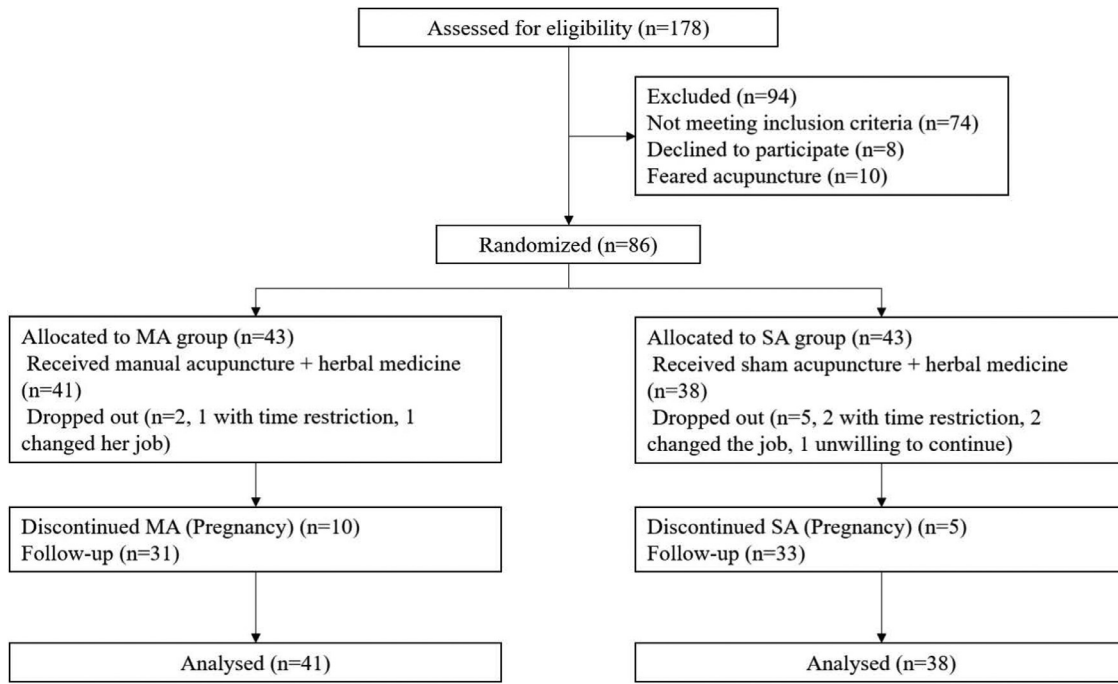 Assessed for eligibility (n=178)
Excluded (n=94)
Not meeting inclusion criteria (n=74)
Declined to participate (n=8)
Feared acupuncture (n=10)
Randomized (n=86)
Allocated to MA group (n=43)
Received manual acupuncture + herbal medicine
(n=41)
Dropped out (n=2, 1 with time restriction, 1
changed her job)
Allocated to SA group (n=43)
Received sham acupuncture + herbal medicine
(n=38)
Dropped out (n=5, 2 with time restriction, 2
changed the job, 1 unwilling to continue)
Discontinued MA (Pregnancy) (n=10)
Follow-up (n=31)
Discontinued SA (Pregnancy) (n=5)
Follow-up (n=33)
Analysed (n=41)
Analysed (n=38)